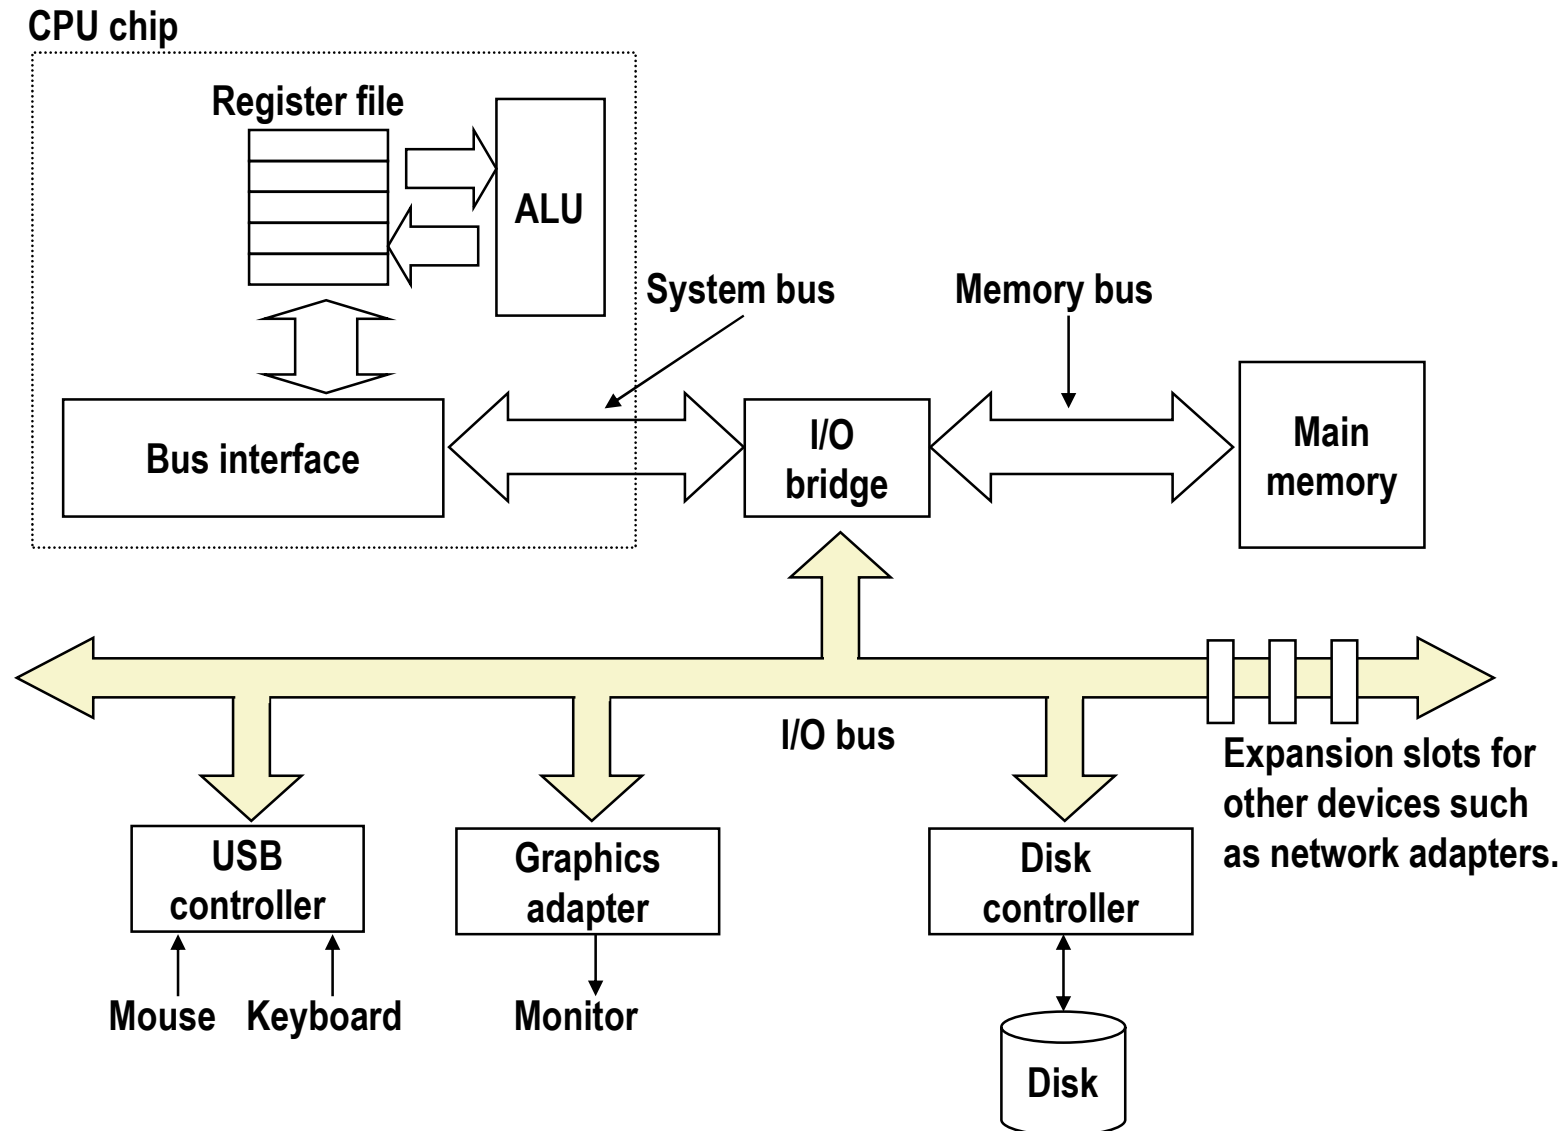 CPU chip
Register file
ALU
System bus
Memory bus
Bus interface
I/O
bridge
Main
memory
I/O bus
Expansion slots for
other devices such
as network adapters.
USB
controller
Graphics
adapter
Disk
controller
Mouse
Keyboard
Monitor
Disk